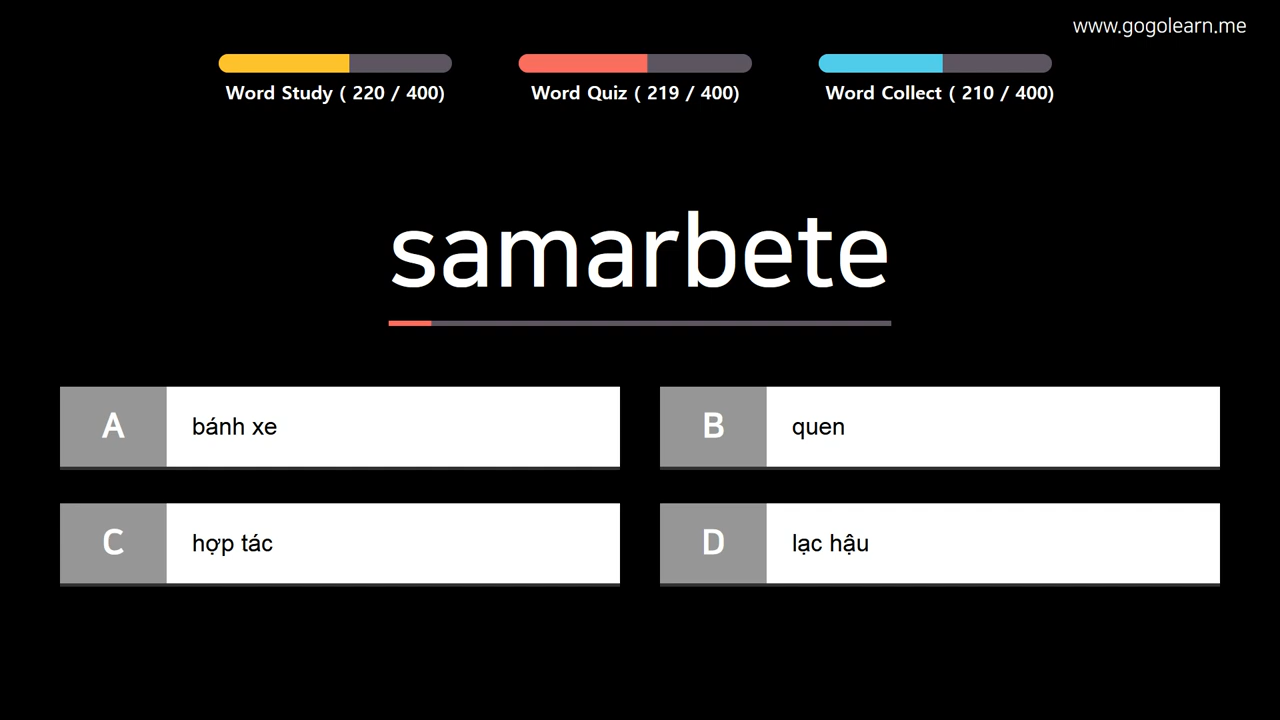 www.gogolearn.me
Word Study ( 220 / 400)
Word Quiz ( 219 / 400)
Word Collect ( 210 / 400)
samarbete
A bánh xe
B quen
C hợp tác
D lạc hậu